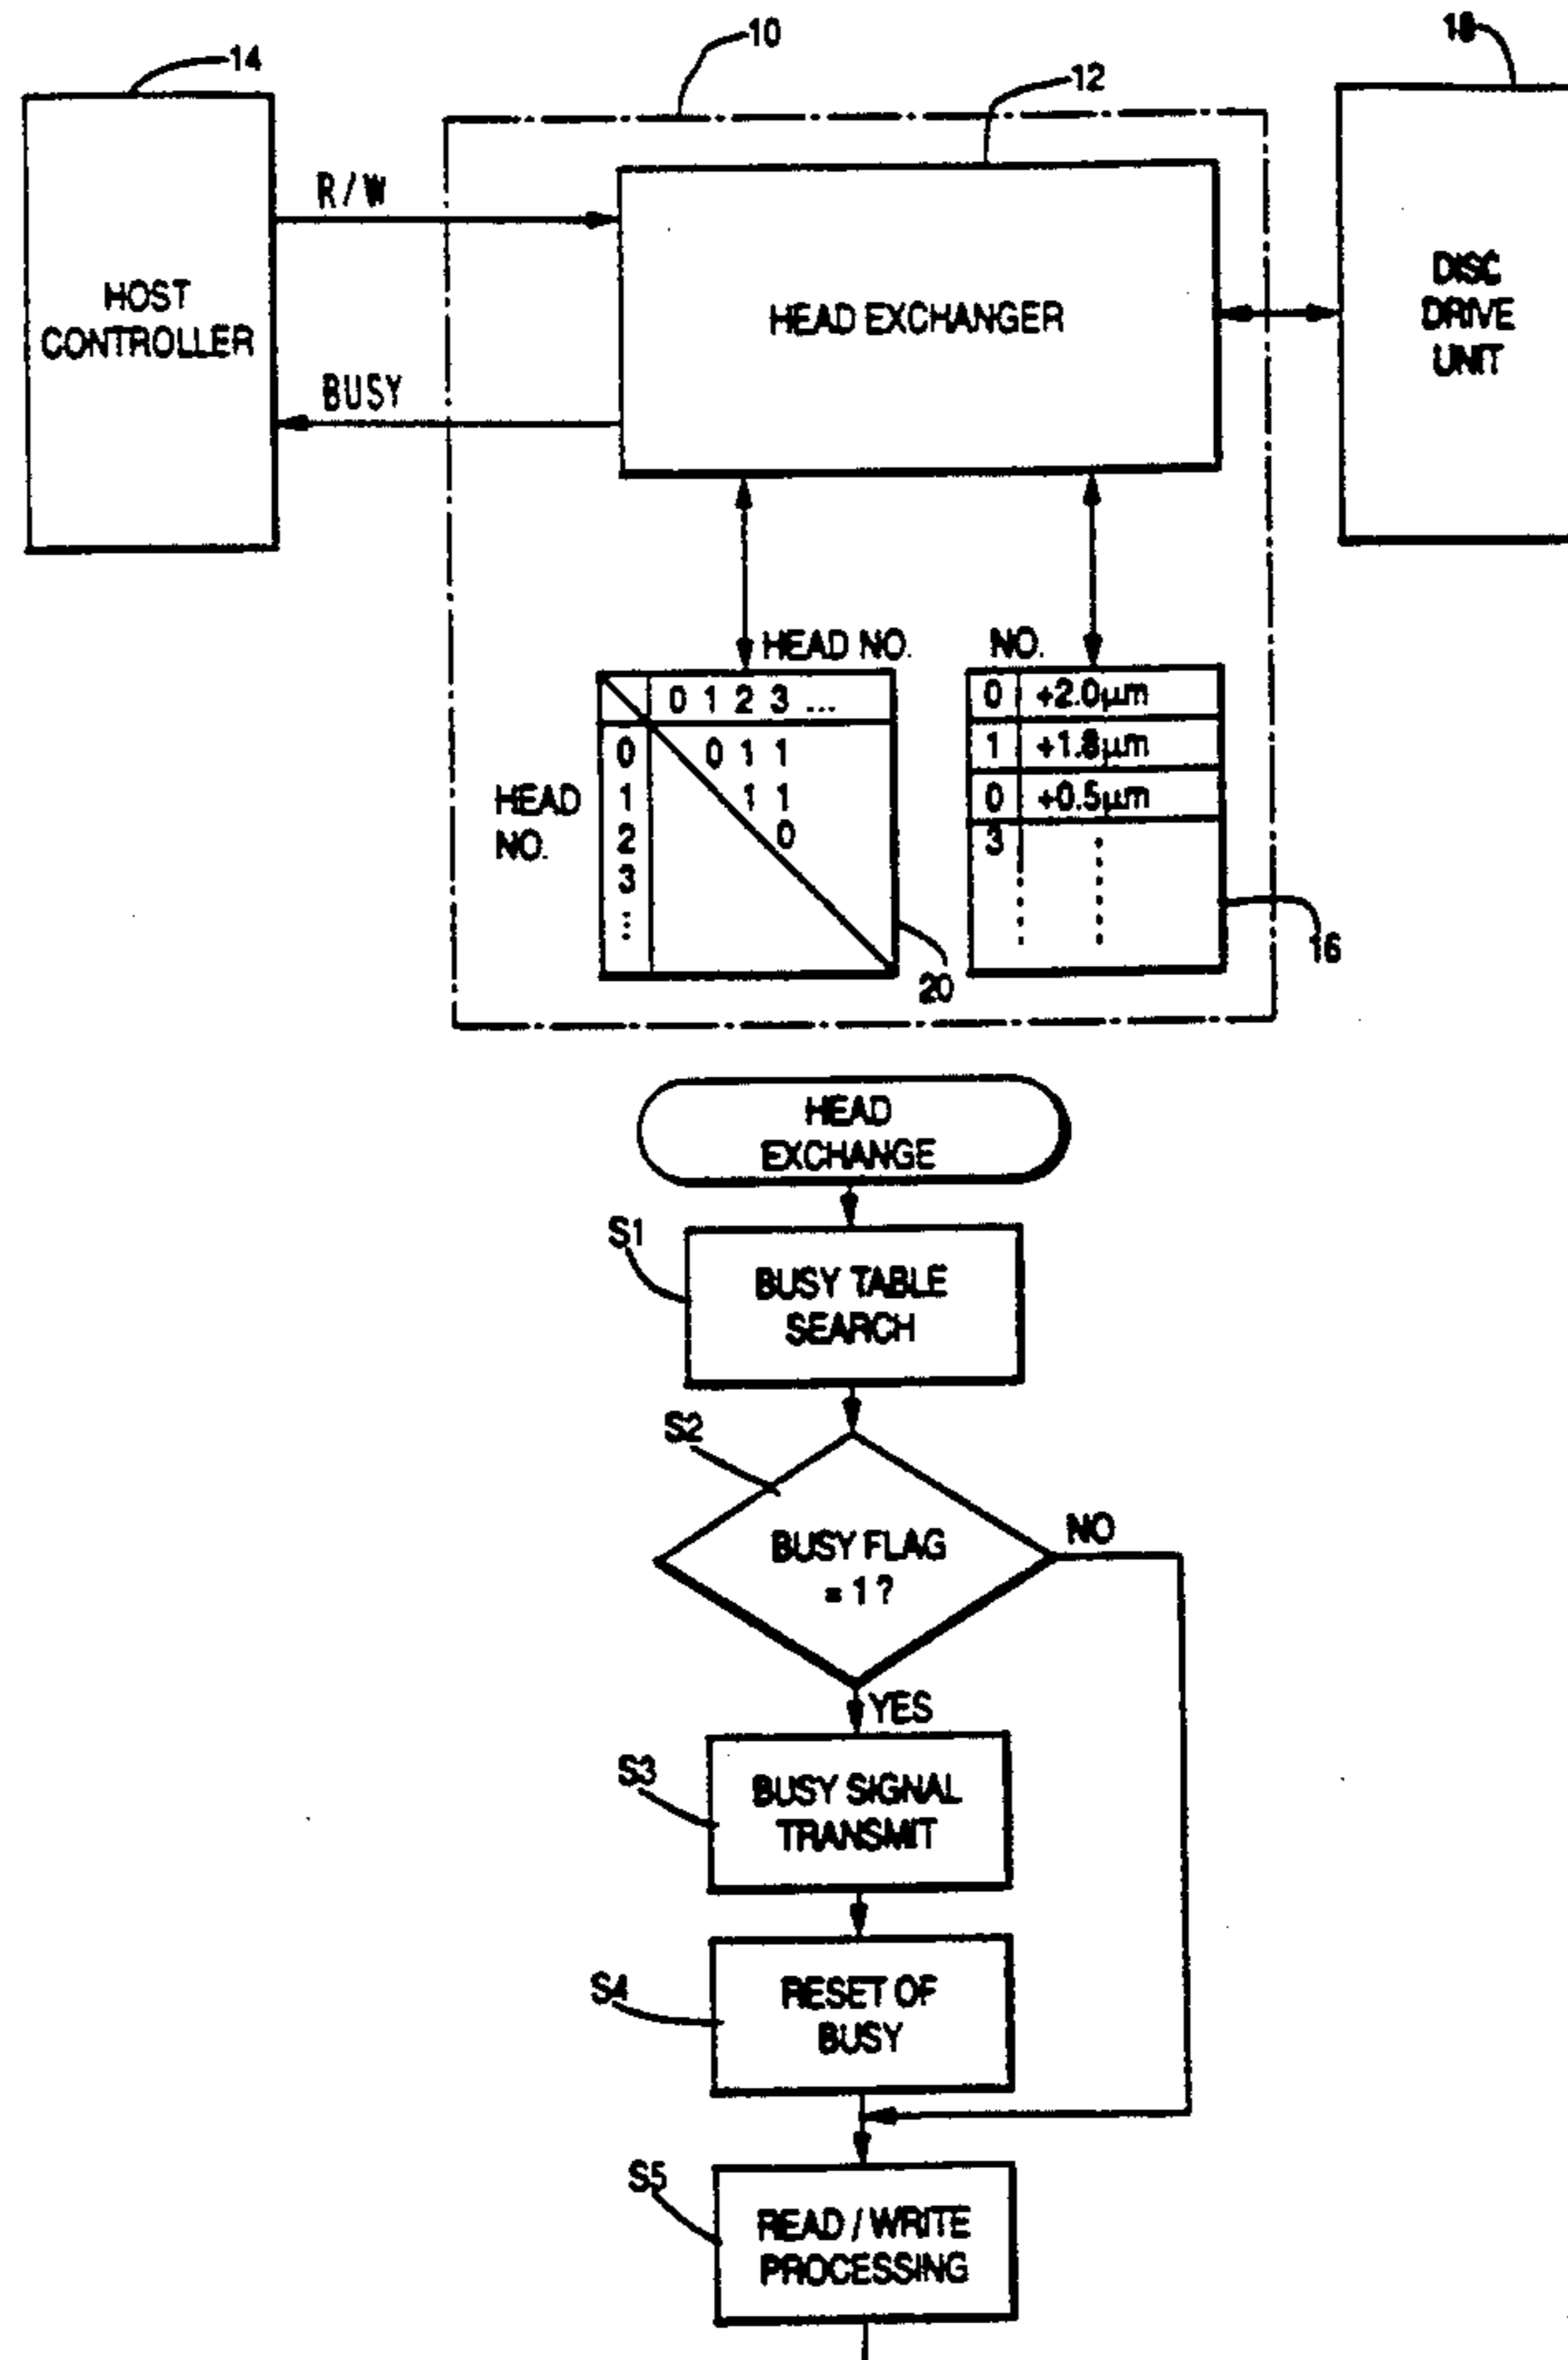 14
10
12
18
R/W
HOST
CONTROLLER
HEAD EXCHANGER
DISC
DRIVE
UNIT
BUSY
HEAD NO.
NO.
0 1 2 3 ...
0 +2.0μm
0 0 1 1
1 +1.8μm
HEAD
NO.
1 1 1
0 +0.5μm
2 0
3
3
20
16
HEAD
EXCHANGE
S1
BUSY TABLE
SEARCH
S2
BUSY FLAG
= 1 ?
NO
YES
S3
BUSY SIGNAL
TRANSMIT
S4
RESET OF
BUSY
S5
READ / WRITE
PROCESSING